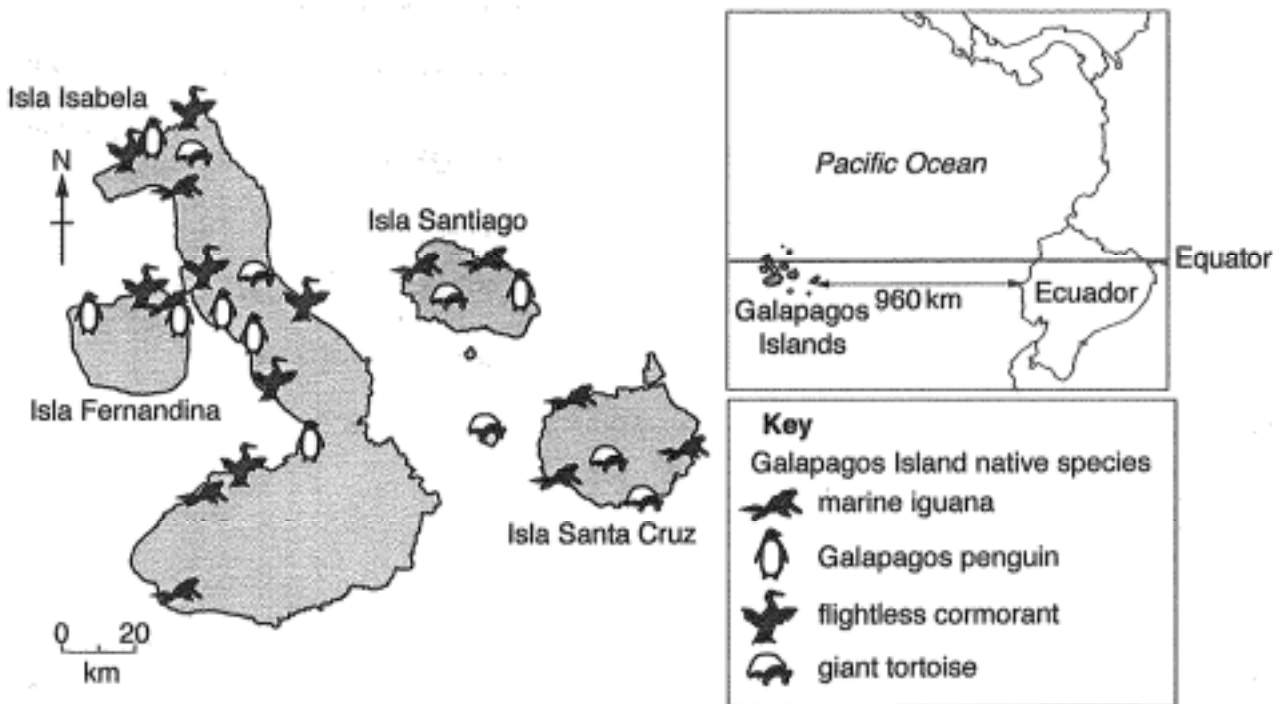 Isla Isabela
N
Isla Santiago
Isla Fernandina
Isla Santa Cruz
0 20
km
Pacific Ocean
Equator
960 km
Ecuador
Galapagos
Islands
Key
Galapagos Island native species
marine iguana
Galapagos penguin
flightless cormorant
giant tortoise